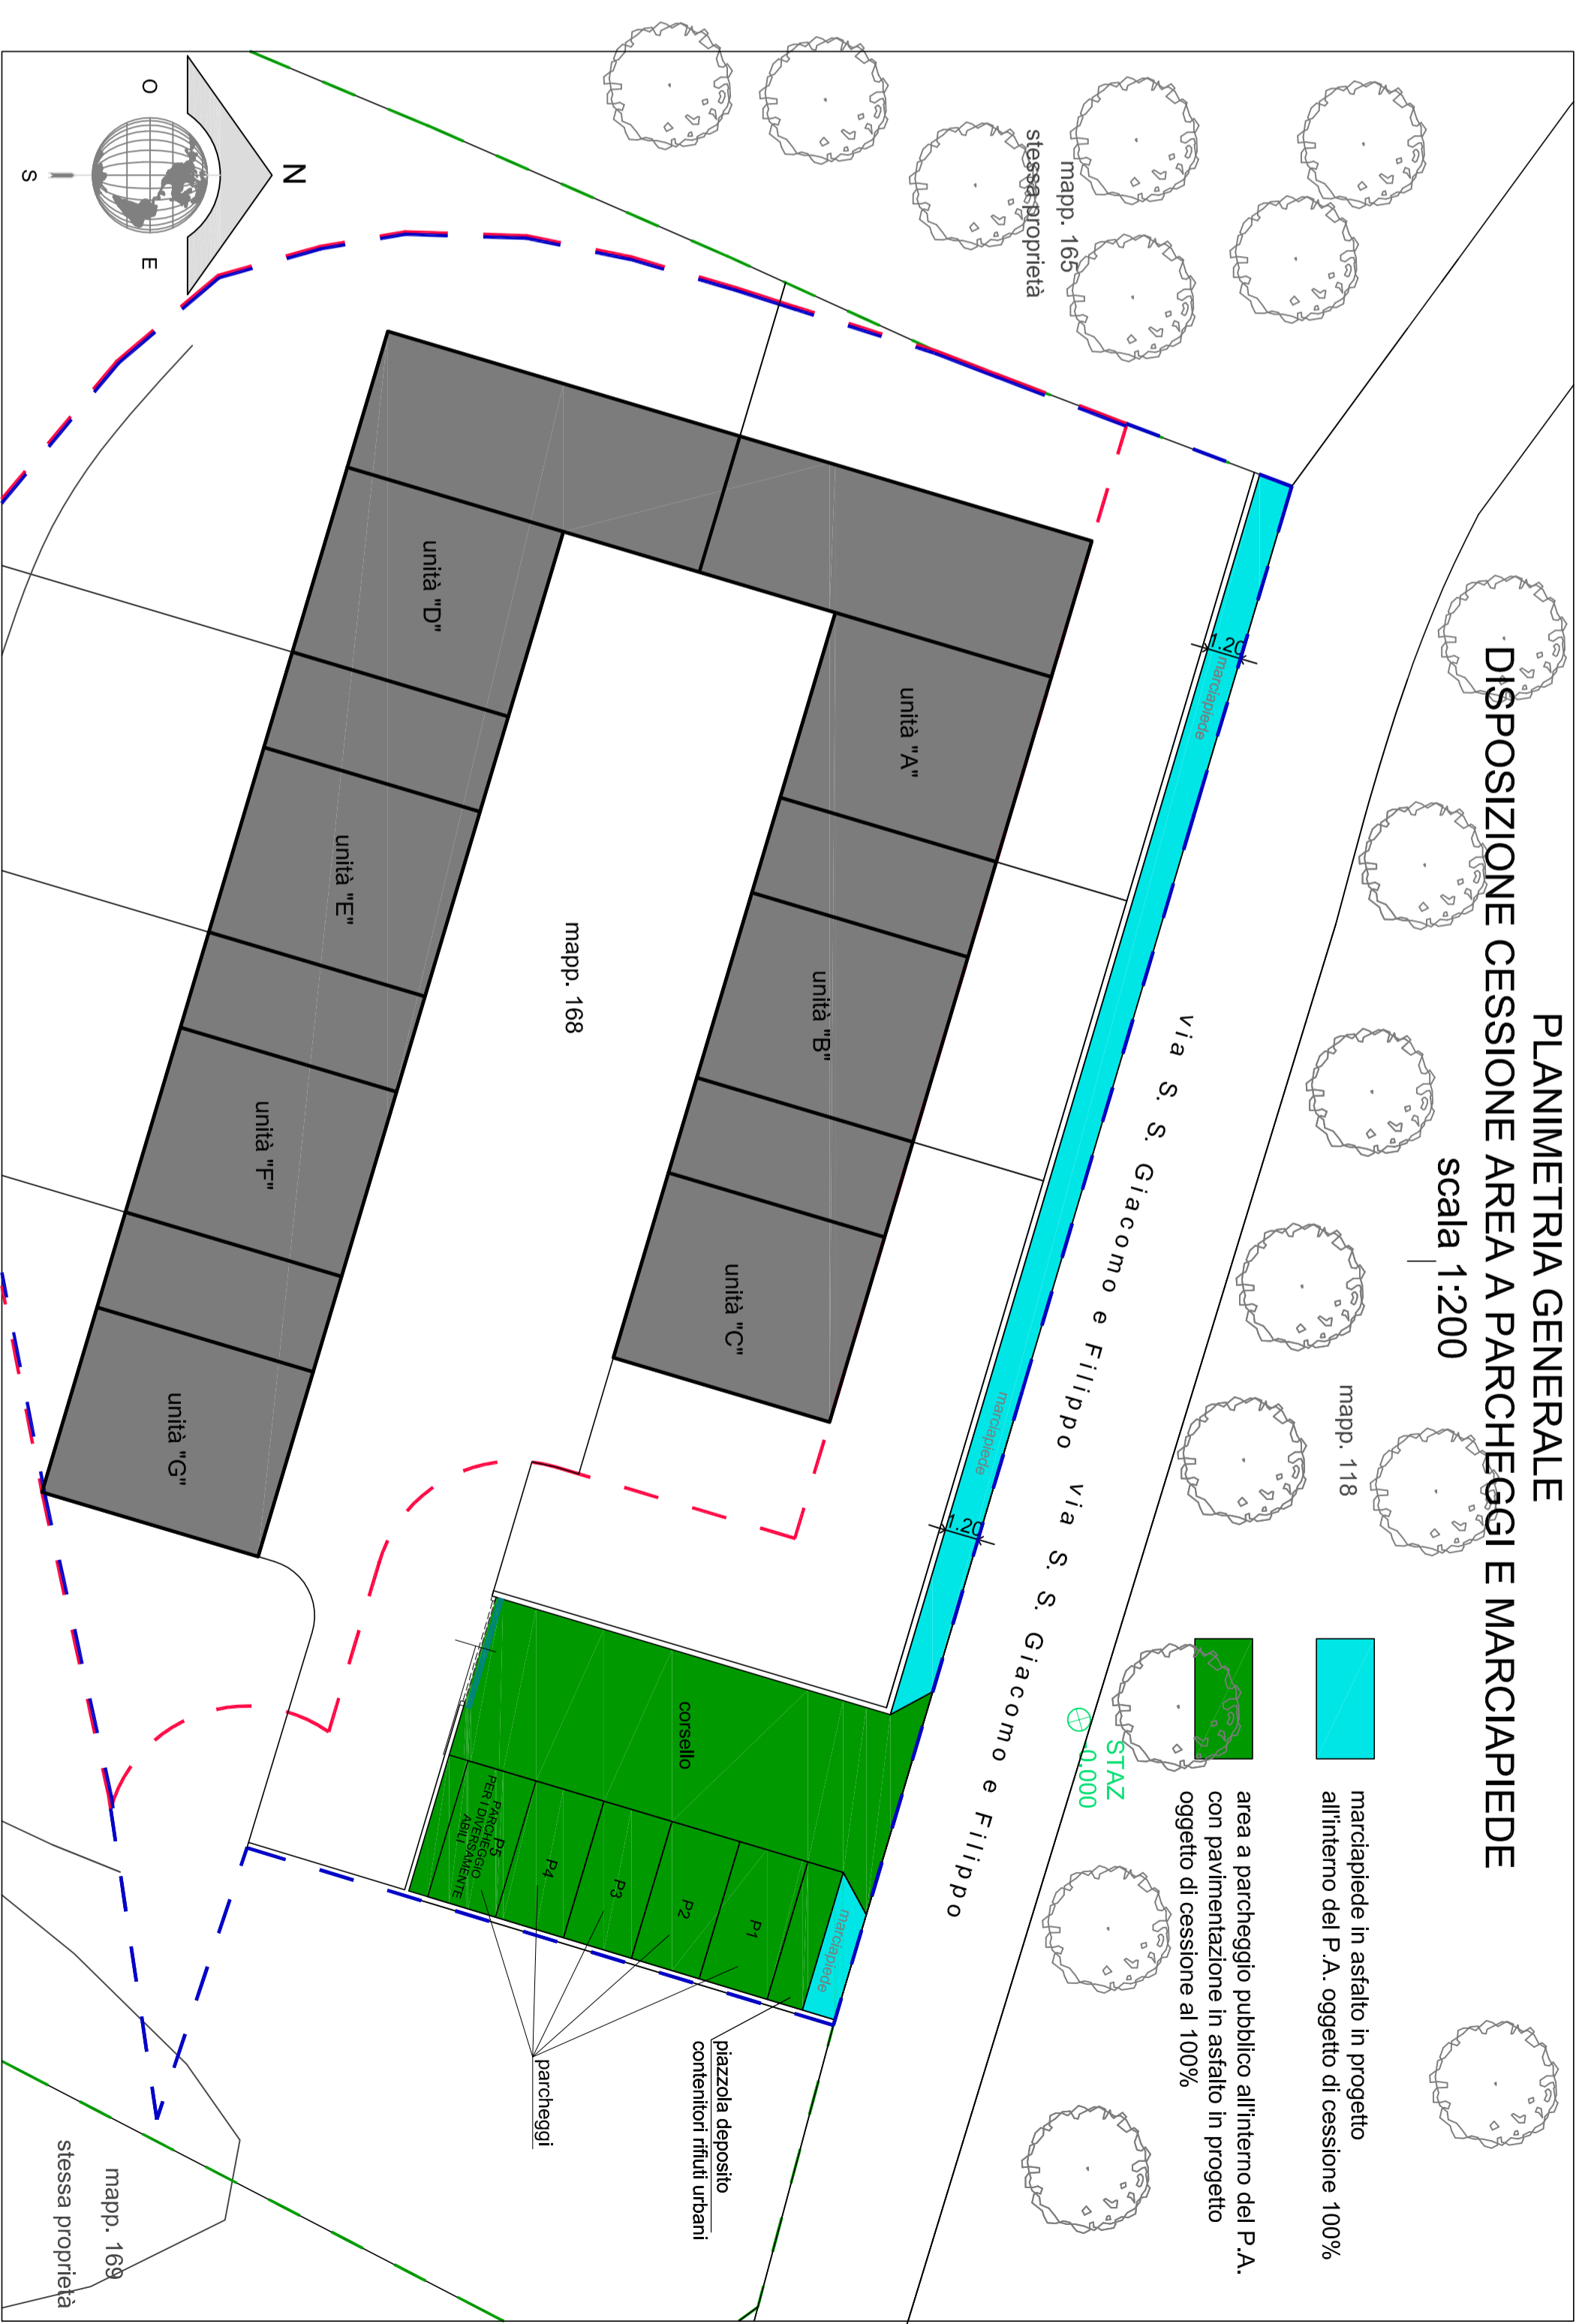 PLANIMETRIA GENERALE
DISPOSIZIONE CESSIONE AREA A PARCHEGGI E MARCIAPIEDE
scala 1:200
marciapiede in asfalto in progetto
all'interno del P.A. oggetto di cessione 100%
area a parcheggio pubblico all'interno del P.A.
con pavimentazione in asfalto in progetto
oggetto di cessione al 100%
mapp. 118
STAZ
0.000
mapp. 165
stessa proprietà
via S. S. Giacomo e Filippo
via S. S. Giacomo e Filippo
1.20
marciapiede
marciapiede
1.20
marciapiede
unità "A"
unità "B"
unità "C"
mapp. 168
unità "D"
unità "E"
unità "F"
unità "G"
corsello
P1
P2
P3
P4
P5
PARCHEGGIO
PER I DIVERSAMENTE
ABILI
piazzola deposito
contenitori rifiuti urbani
parcheggi
mapp. 169
stessa proprietà
N
O
E
S